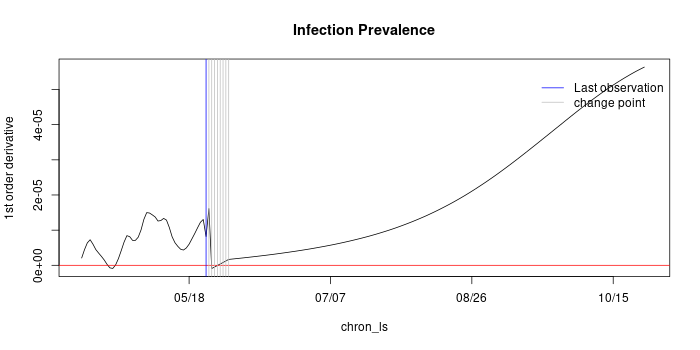 Infection Prevalence
1st order derivative
4e-05
2e-05
0e+00
Last observation
change point
05/18
07/07
08/26
10/15
chron_ls